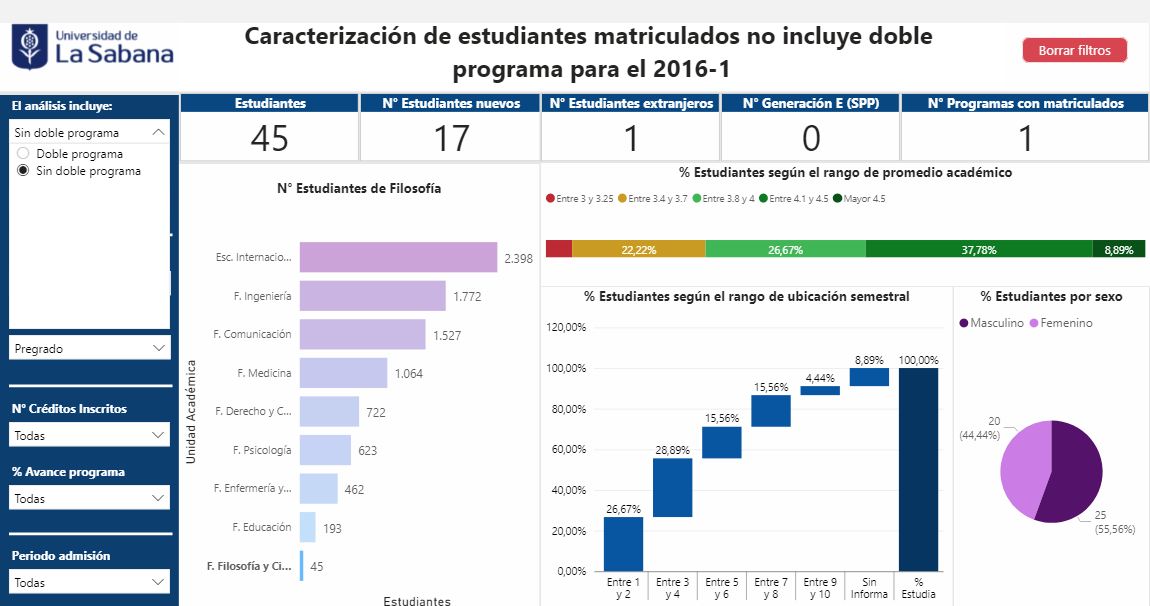 Universidad de
La Sabana
Caracterización de estudiantes matriculados no incluye doble
programa para el 2016-1
Borrar filtros
El análisis incluye:
Sin doble programa
Doble programa
Sin doble programa
Pregrado
N° Créditos Inscritos
Todas
% Avance programa
Todas
Periodo admisión
Todas
Estudiantes
45
N° Estudiantes nuevos
17
N° Estudiantes extranjeros
1
N° Generación E (SPP)
0
N° Programas con matriculados
1
N° Estudiantes de Filosofía
Unidad Académica
Esc. Internacio... 2.398
F. Ingeniería 1.772
F. Comunicación 1.527
F. Medicina 1.064
F. Derecho y C... 722
F. Psicología 623
F. Enfermería y... 462
F. Educación 193
F. Filosofía y Ci... 45
Estudiantes
% Estudiantes según el rango de promedio académico
Entre 3 y 3.25 Entre 3.4 y 3.7 Entre 3.8 y 4 Entre 4.1 y 4.5 Mayor 4.5
22,22% 26,67% 37,78% 8,89%
% Estudiantes según el rango de ubicación semestral
120,00%
100,00%
80,00%
60,00%
40,00%
20,00%
0,00%
26,67%
28,89%
15,56%
15,56%
4,44%
8,89%
100,00%
Entre 1 Entre 3 Entre 5 Entre 7 Entre 9 Sin %
y 2 y 4 y 6 y 8 y 10 Informa Estudia
% Estudiantes por sexo
Masculino Femenino
20
(44,44%)
25
(55,56%)